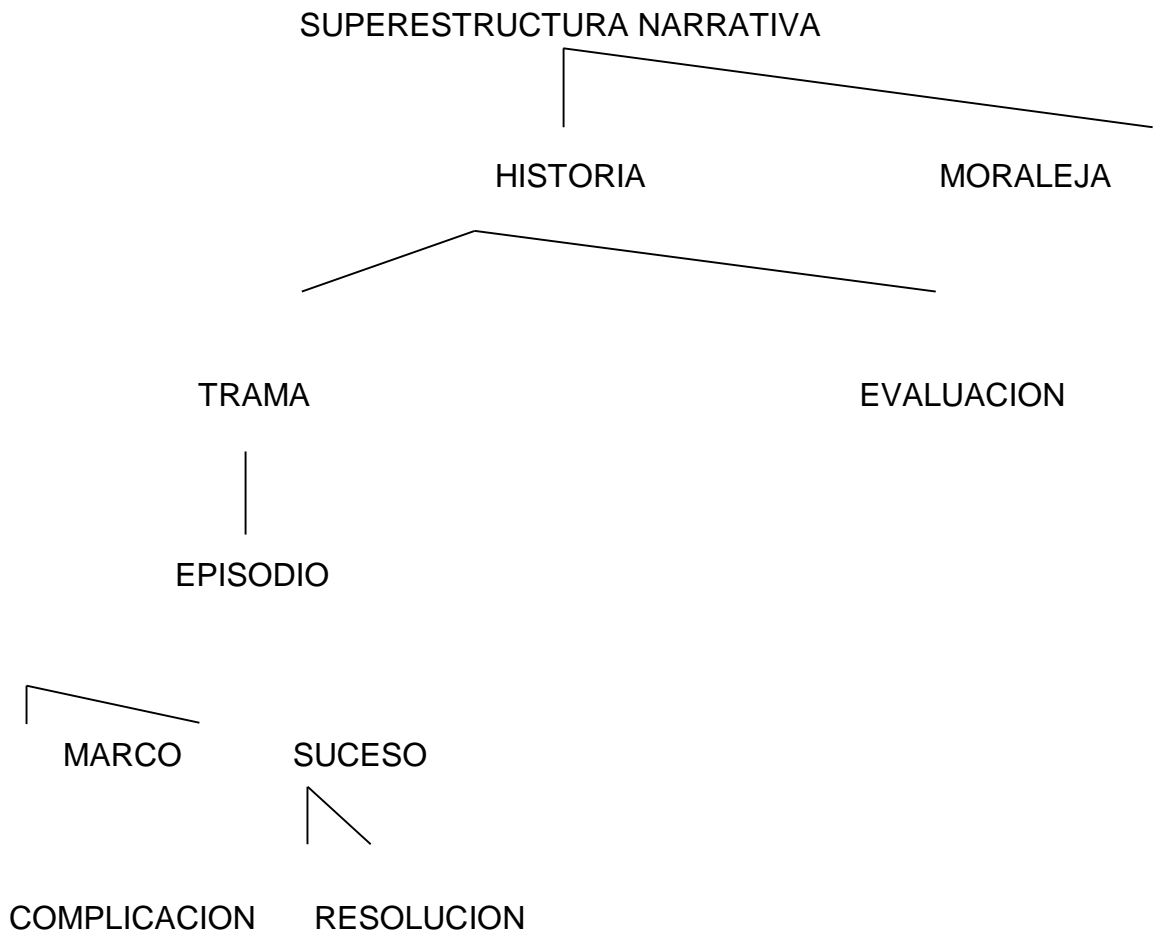 SUPERESTRUCTURA NARRATIVA
HISTORIA MORALEJA
TRAMA EVALUACION
EPISODIO
MARCO SUCESO
COMPLICACION RESOLUCION